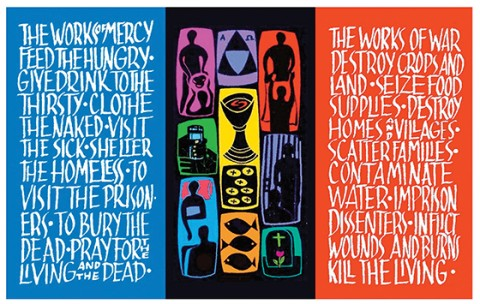 THE WORKS OF MERCY
FEED THE HUNGRY·
GIVE DRINK TO THE
THIRSTY·CLOTHE
THE NAKED·VISIT
THE SICK·SHELTER
THE HOMELESS·TO
VISIT THE PRISON-
ERS·TO BURY THE
DEAD·PRAY FOR THE
LIVING AND THE DEAD·
THE WORKS OF WAR
DESTROY CROPS AND
LAND·SEIZE FOOD
SUPPLIES·DESTROY
HOMES AND VILLAGES·
SCATTER FAMILIES·
CONTAMINATE
WATER·IMPRISON
DISSENTERS·INFLICT
WOUNDS AND BURNS
KILL THE LIVING·